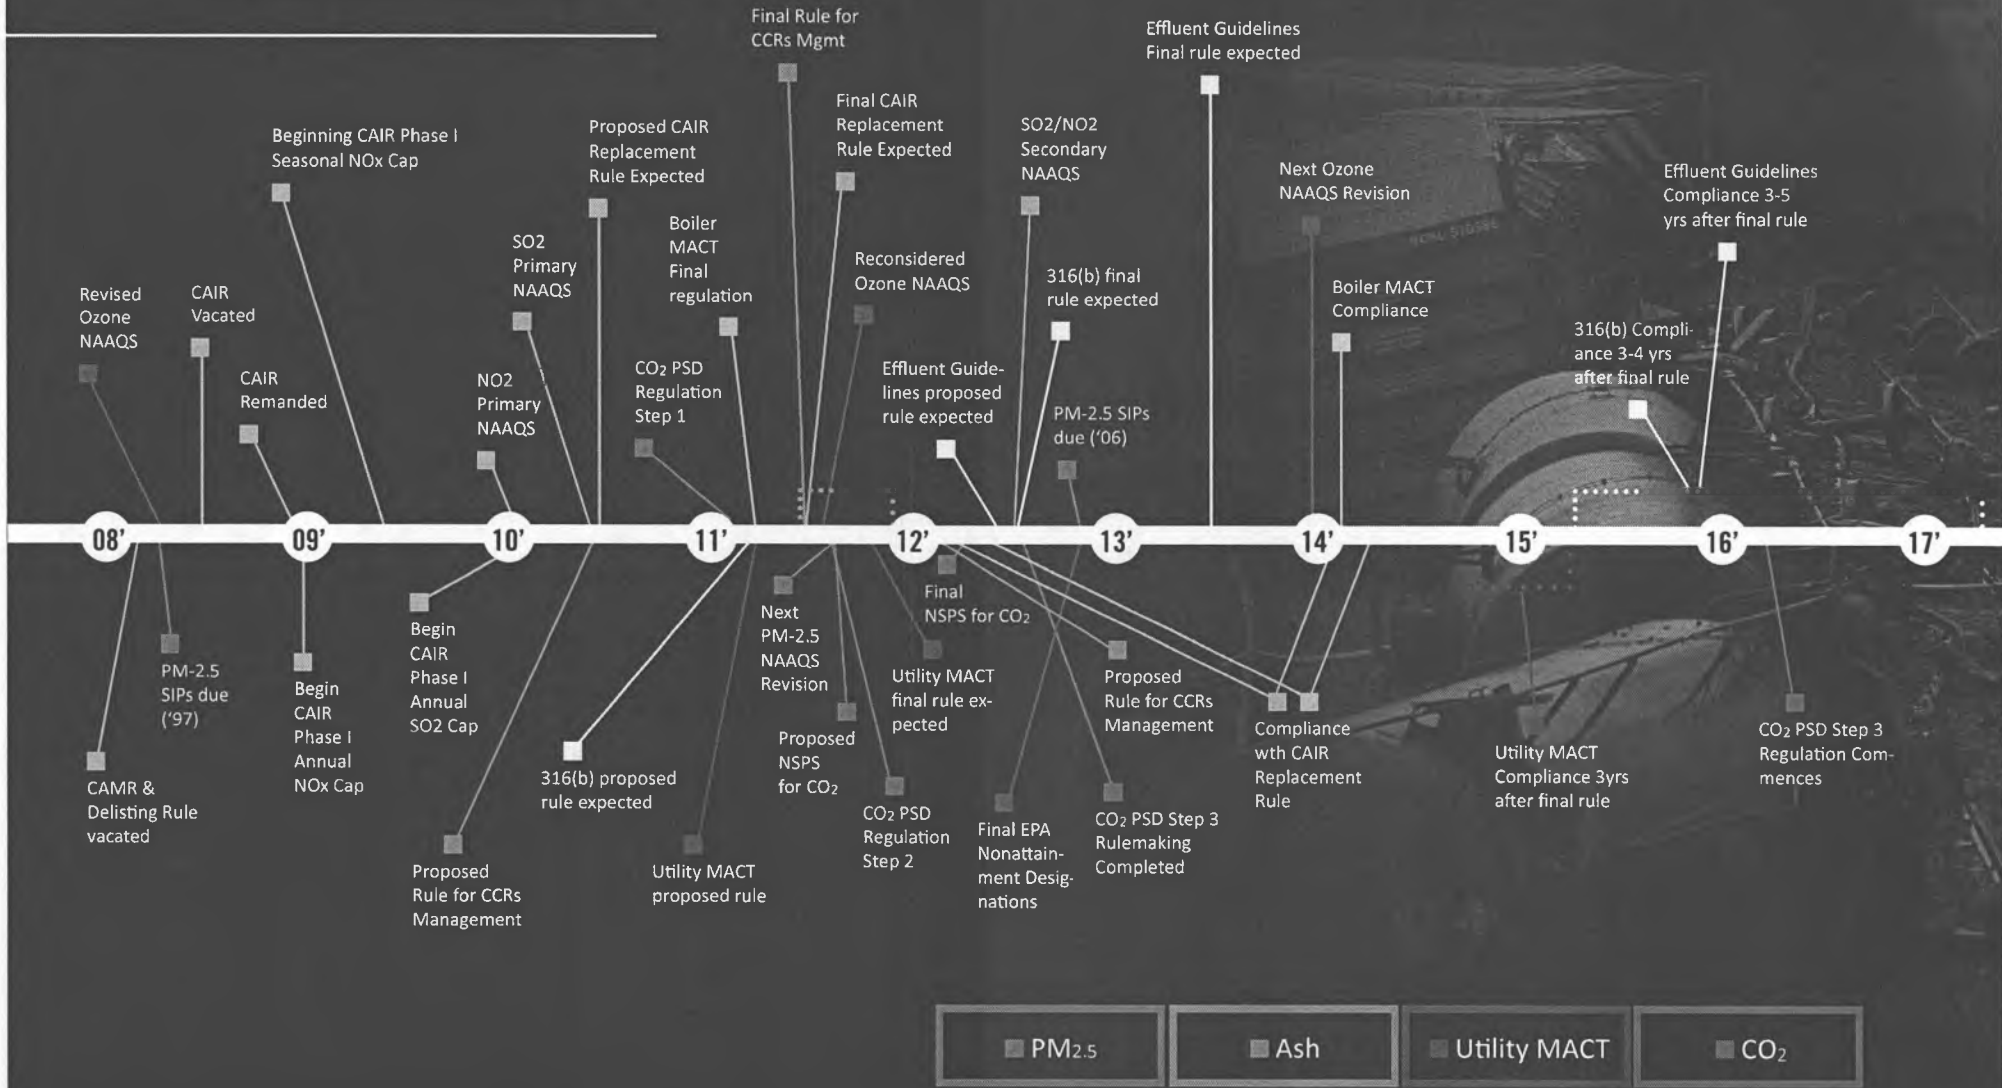 Final Rule for
CCRs Mgmt
Effluent Guidelines
Final rule expected
Beginning CAIR Phase I
Seasonal NOx Cap
Proposed CAIR
Replacement
Rule Expected
Final CAIR
Replacement
Rule Expected
SO2/NO2
Secondary
NAAQS
Next Ozone
NAAQS Revision
Effluent Guidelines
Compliance 3-5
yrs after final rule
Revised
Ozone
NAAQS
CAIR
Vacated
SO2
Primary
NAAQS
Boiler
MACT
Final
regulation
Reconsidered
Ozone NAAQS
316(b) final
rule expected
Boiler MACT
Compliance
316(b) Compli-
ance 3-4 yrs
after final rule
CAIR
Remanded
NO2
Primary
NAAQS
CO2 PSD
Regulation
Step 1
Effluent Guide-
lines proposed
rule expected
PM-2.5 SIPs
due ('06)
08'
09'
10'
11'
12'
13'
14'
15'
16'
17'
PM-2.5
SIPs due
('97)
CAMR &
Delisting Rule
vacated
Begin
CAIR
Phase I
Annual
NOx Cap
Begin
CAIR
Phase I
Annual
SO2 Cap
Proposed
Rule for CCRs
Management
316(b) proposed
rule expected
Utility MACT
proposed rule
Next
PM-2.5
NAAQS
Revision
Proposed
NSPS
for CO2
CO2 PSD
Regulation
Step 2
Utility MACT
final rule ex-
pected
Final
NSPS for CO2
Final EPA
Nonattain-
ment Desig-
nations
CO2 PSD Step 3
Rulemaking
Completed
Proposed
Rule for CCRs
Management
Compliance
wth CAIR
Replacement
Rule
Utility MACT
Compliance 3yrs
after final rule
CO2 PSD Step 3
Regulation Com-
mences
PM2.5
Ash
Utility MACT
CO2